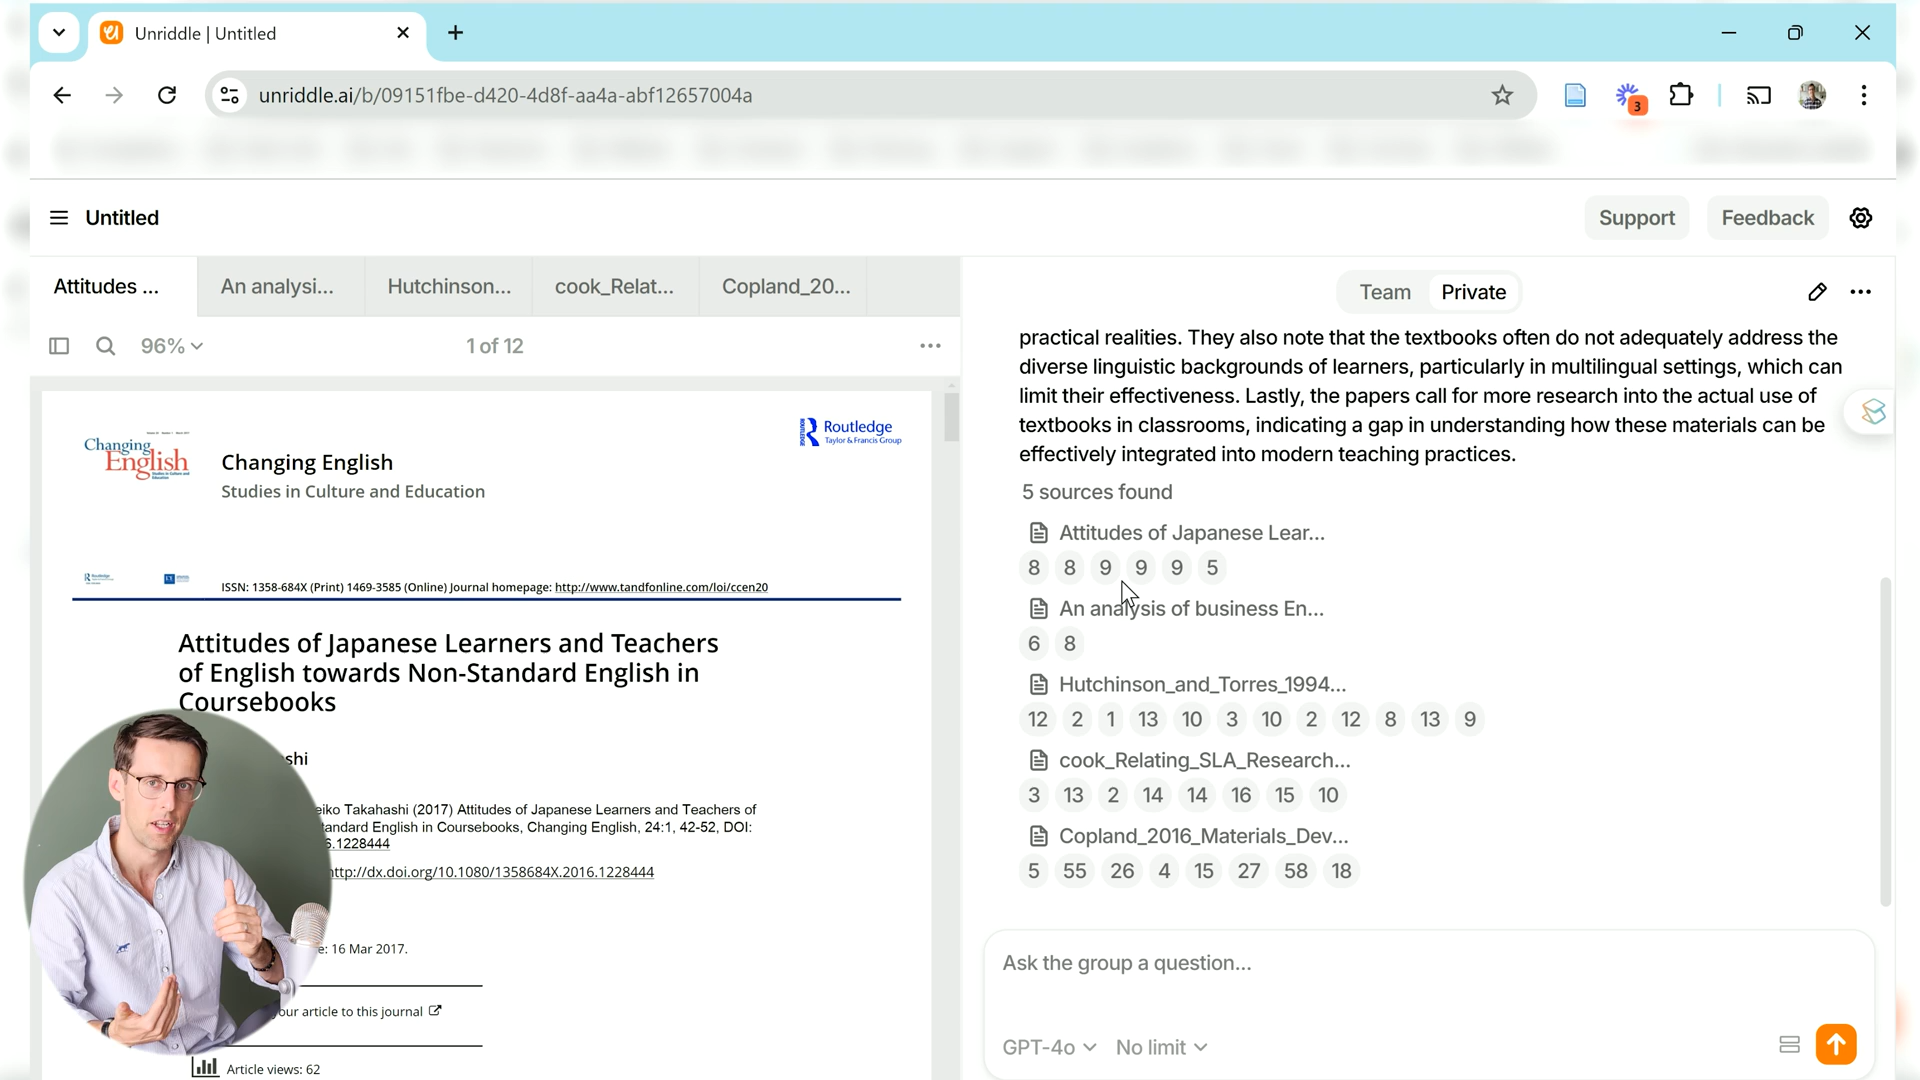 Unriddle | Untitled
unriddle.ai/b/09151fbe-d420-4d8f-aa4a-abf12657004a
3
Untitled
Support
Feedback
Attitudes ...
An analysi...
Hutchinson...
cook_Relat...
Copland_20...
96%
1 of 12
Changing English
Routledge
Taylor & Francis Group
ROUTLEDGE
Changing English
Studies in Culture and Education
ISSN: 1358-684X (Print) 1469-3585 (Online) Journal homepage: http://www.tandfonline.com/loi/ccen20
Attitudes of Japanese Learners and Teachers
of English towards Non-Standard English in
Coursebooks
shi
eiko Takahashi (2017) Attitudes of Japanese Learners and Teachers of
tandard English in Coursebooks, Changing English, 24:1, 42-52, DOI:
6.1228444
http://dx.doi.org/10.1080/1358684X.2016.1228444
e: 16 Mar 2017.
our article to this journal
Article views: 62
Team
Private
practical realities. They also note that the textbooks often do not adequately address the
diverse linguistic backgrounds of learners, particularly in multilingual settings, which can
limit their effectiveness. Lastly, the papers call for more research into the actual use of
textbooks in classrooms, indicating a gap in understanding how these materials can be
effectively integrated into modern teaching practices.
5 sources found
Attitudes of Japanese Lear...
8 8 9 9 9 5
An analysis of business En...
6 8
Hutchinson_and_Torres_1994...
12 2 1 13 10 3 10 2 12 8 13 9
cook_Relating_SLA_Research...
3 13 2 14 14 16 15 10
Copland_2016_Materials_Dev...
5 55 26 4 15 27 58 18
Ask the group a question...
GPT-4o
No limit